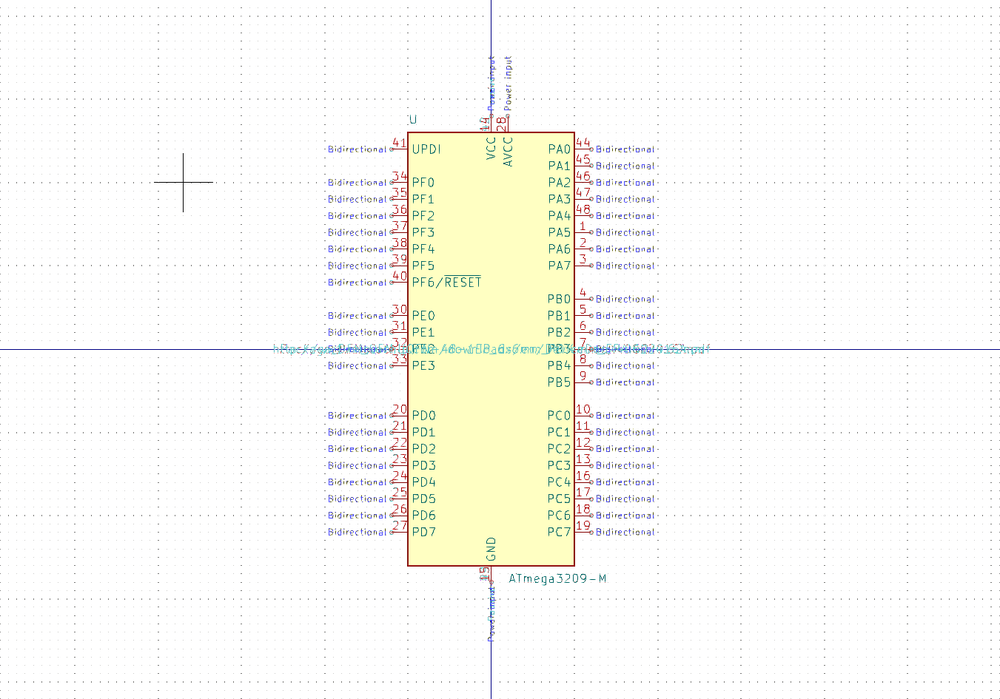 Power input
Power input
U
14
28
VCC
AVCC
41 UPDI Bidirectional
PA0 44 Bidirectional
PA1 45 Bidirectional
34 PF0 Bidirectional
PA2 46 Bidirectional
35 PF1 Bidirectional
PA3 47 Bidirectional
36 PF2 Bidirectional
PA4 48 Bidirectional
37 PF3 Bidirectional
PA5 1 Bidirectional
38 PF4 Bidirectional
PA6 2 Bidirectional
39 PF5 Bidirectional
PA7 3 Bidirectional
40 PF6/RESET Bidirectional
PB0 4 Bidirectional
30 PE0 Bidirectional
PB1 5 Bidirectional
31 PE1 Bidirectional
PB2 6 Bidirectional
32 PE2
PB3 7
33 PE3 Bidirectional
PB4 8 Bidirectional
PB5 9 Bidirectional
20 PD0 Bidirectional
PC0 10 Bidirectional
21 PD1 Bidirectional
PC1 11 Bidirectional
22 PD2 Bidirectional
PC2 12 Bidirectional
23 PD3 Bidirectional
PC3 13 Bidirectional
24 PD4 Bidirectional
PC4 16 Bidirectional
25 PD5 Bidirectional
PC5 17 Bidirectional
26 PD6 Bidirectional
PC6 18 Bidirectional
27 PD7 Bidirectional
PC7 19 Bidirectional
GND
ATmega3209-M
Power input